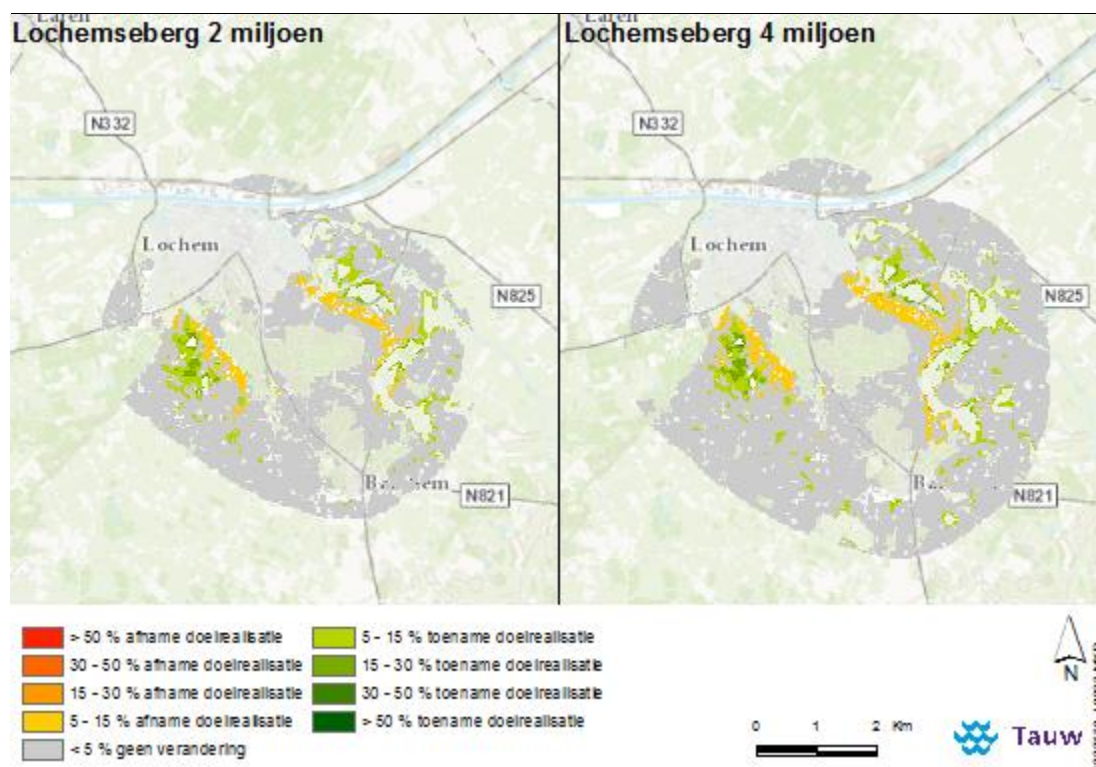 Laren
Lochemseberg 2 miljoen
N332
Lochem
N825
N821
Laren
Lochemseberg 4 miljoen
N332
Lochem
N825
N821
> 50 % afname doelrealisatie
30 - 50 % afname doelrealisatie
15 - 30 % afname doelrealisatie
5 - 15 % afname doelrealisatie
< 5 % geen verandering
5 - 15 % toename doelrealisatie
15 - 30 % toename doelrealisatie
30 - 50 % toename doelrealisatie
> 50 % toename doelrealisatie
0 1 2 Km
N
Tauw